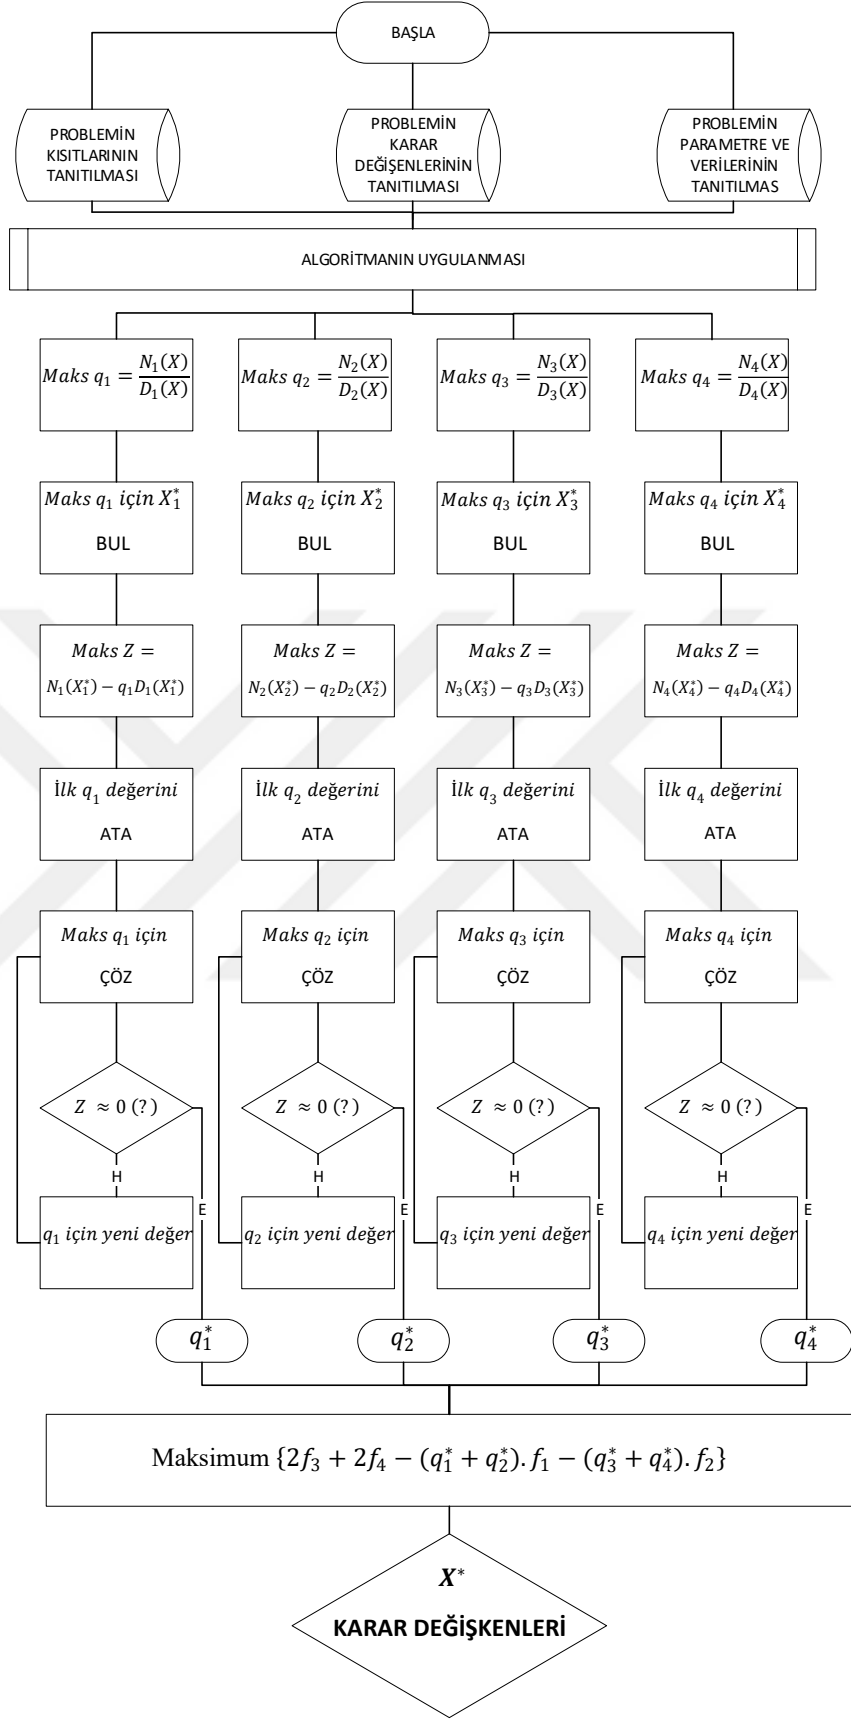 BAŞLA
PROBLEMİN
KISITLARININ
TANITILMASI
PROBLEMİN
KARAR
DEĞİŞENLERİNİN
TANITILMASI
PROBLEMİN
PARAMETRE VE
VERİLERİNİN
TANITILMAS
ALGORİTMANIN UYGULANMASI
Maks q₁ = N₁(X)/D₁(X)
Maks q₂ = N₂(X)/D₂(X)
Maks q₃ = N₃(X)/D₃(X)
Maks q₄ = N₄(X)/D₄(X)
Maks q₁ için X₁*
BUL
Maks q₂ için X₂*
BUL
Maks q₃ için X₃*
BUL
Maks q₄ için X₄*
BUL
Maks Z =
N₁(X₁*) − q₁D₁(X₁*)
Maks Z =
N₂(X₂*) − q₂D₂(X₂*)
Maks Z =
N₃(X₃*) − q₃D₃(X₃*)
Maks Z =
N₄(X₄*) − q₄D₄(X₄*)
İlk q₁ değerini
ATA
İlk q₂ değerini
ATA
İlk q₃ değerini
ATA
İlk q₄ değerini
ATA
Maks q₁ için
ÇÖZ
Maks q₂ için
ÇÖZ
Maks q₃ için
ÇÖZ
Maks q₄ için
ÇÖZ
Z ≈ 0 (?)
Z ≈ 0 (?)
Z ≈ 0 (?)
Z ≈ 0 (?)
H
H
H
H
E
E
E
E
q₁ için yeni değer
q₂ için yeni değer
q₃ için yeni değer
q₄ için yeni değer
q₁*
q₂*
q₃*
q₄*
Maksimum {2f₃ + 2f₄ − (q₁* + q₂*). f₁ − (q₃* + q₄*). f₂}
X*
KARAR DEĞİŞKENLERİ